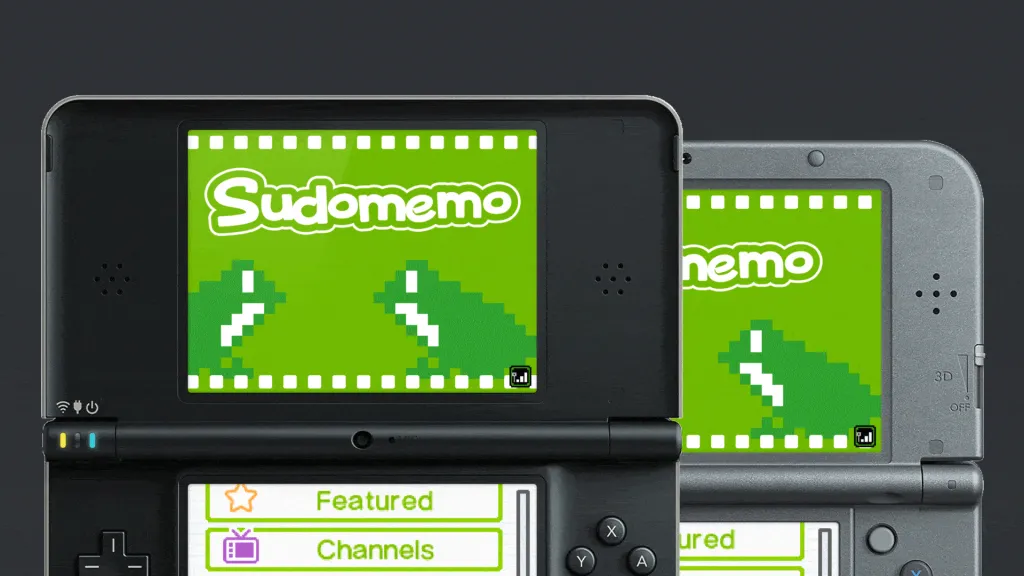 Sudomemo
memo
3D
OFF
Featured
Channels
ured
X
Y
A
X